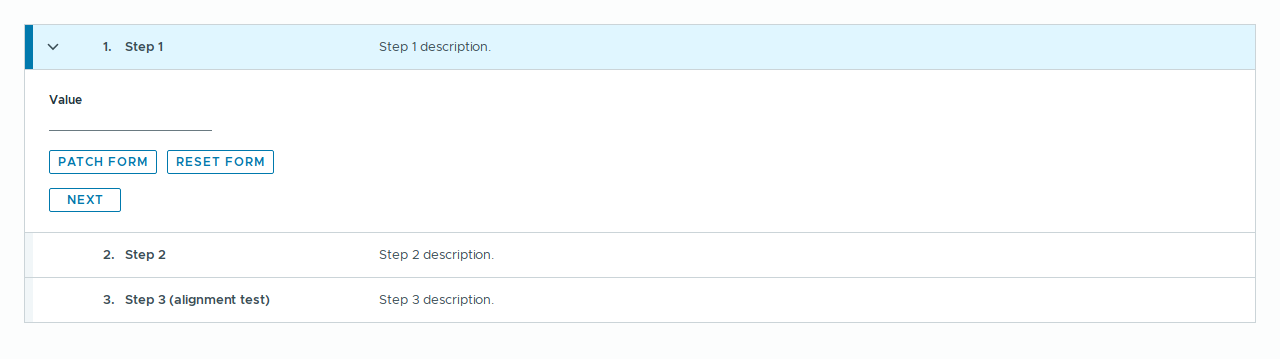 1. Step 1 Step 1 description.
Value
PATCH FORM RESET FORM
NEXT
2. Step 2 Step 2 description.
3. Step 3 (alignment test) Step 3 description.